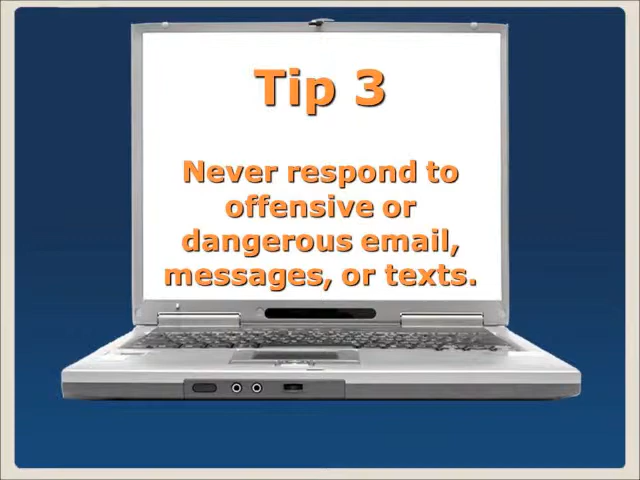 Tip 3
Never respond to
offensive or
dangerous email,
messages, or texts.